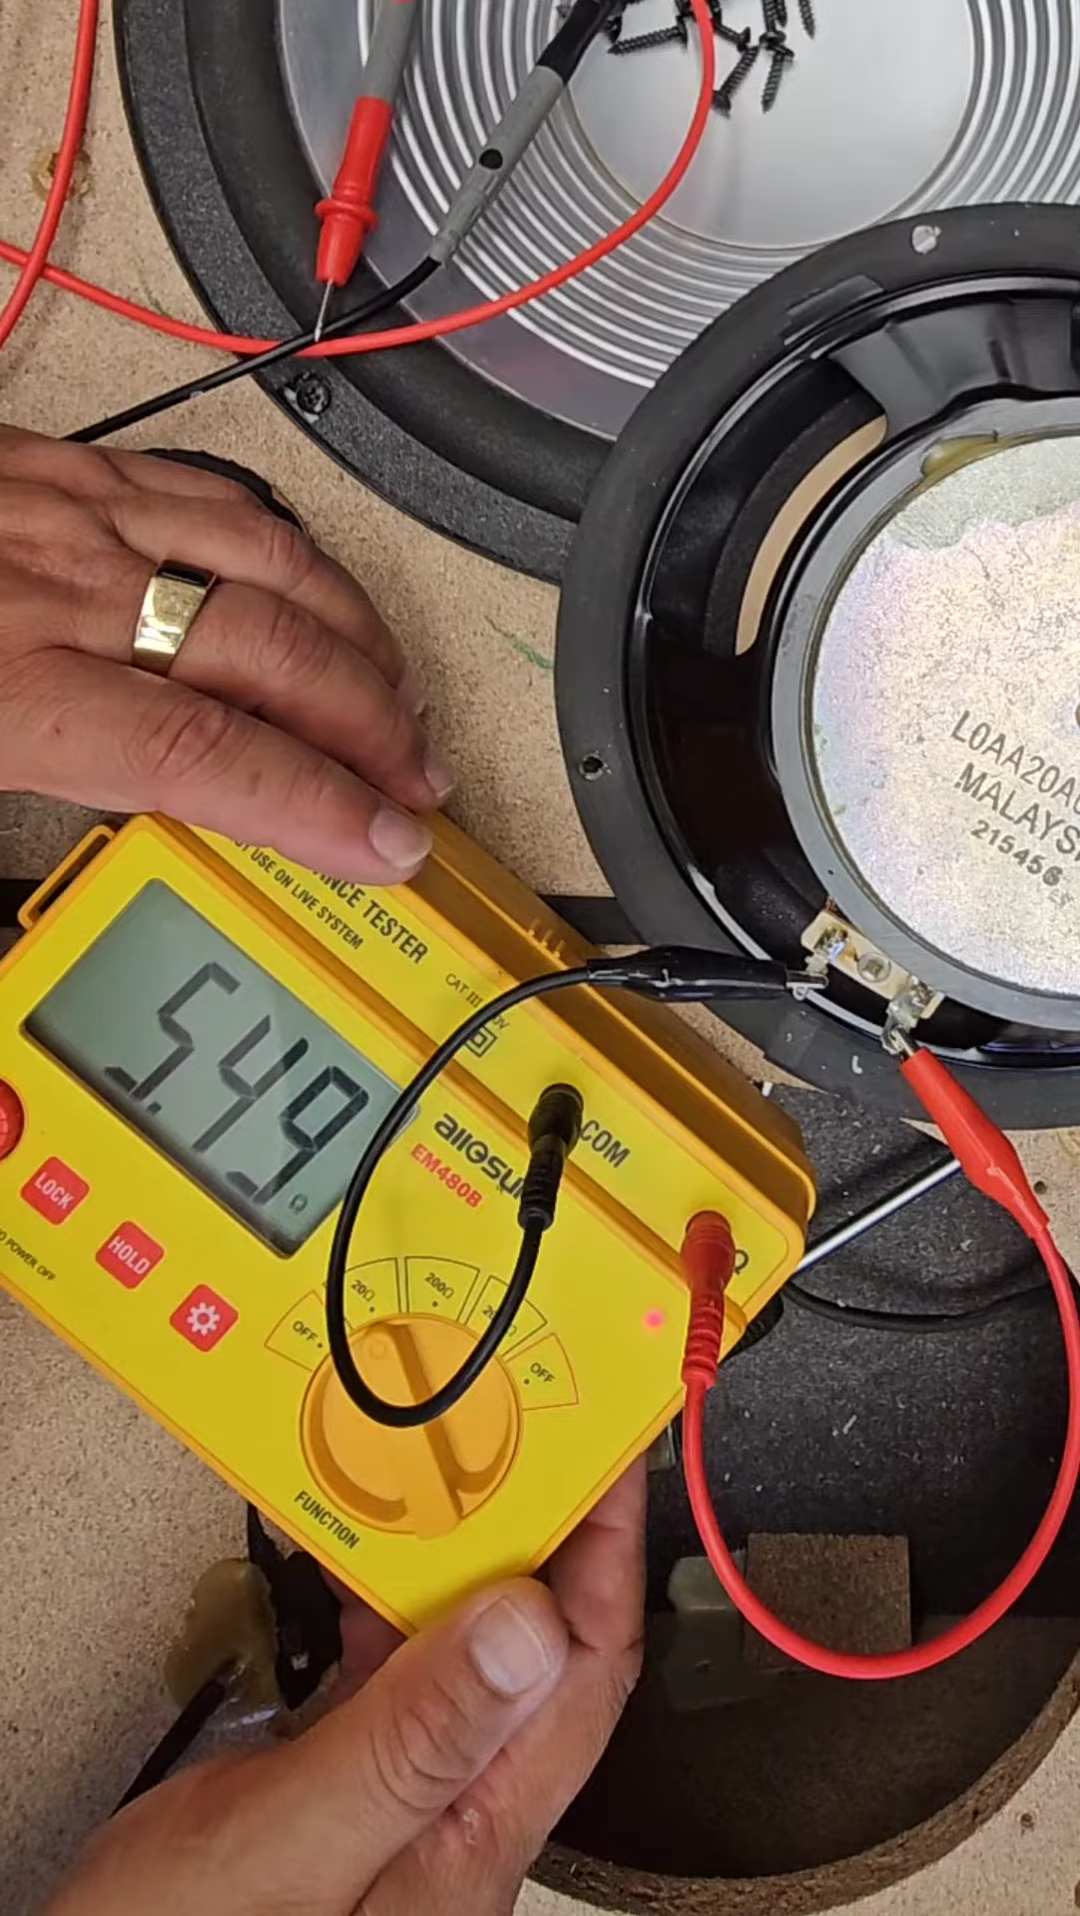 L0AA20A
MALAYS
215456
USE ON LIVE SYSTEM
TESTER
CAT III
5.49
Ω
COM
allosun
EM480B
LOCK
HOLD
POWER OFF
OFF
20Ω
200Ω
OFF
Ω
FUNCTION